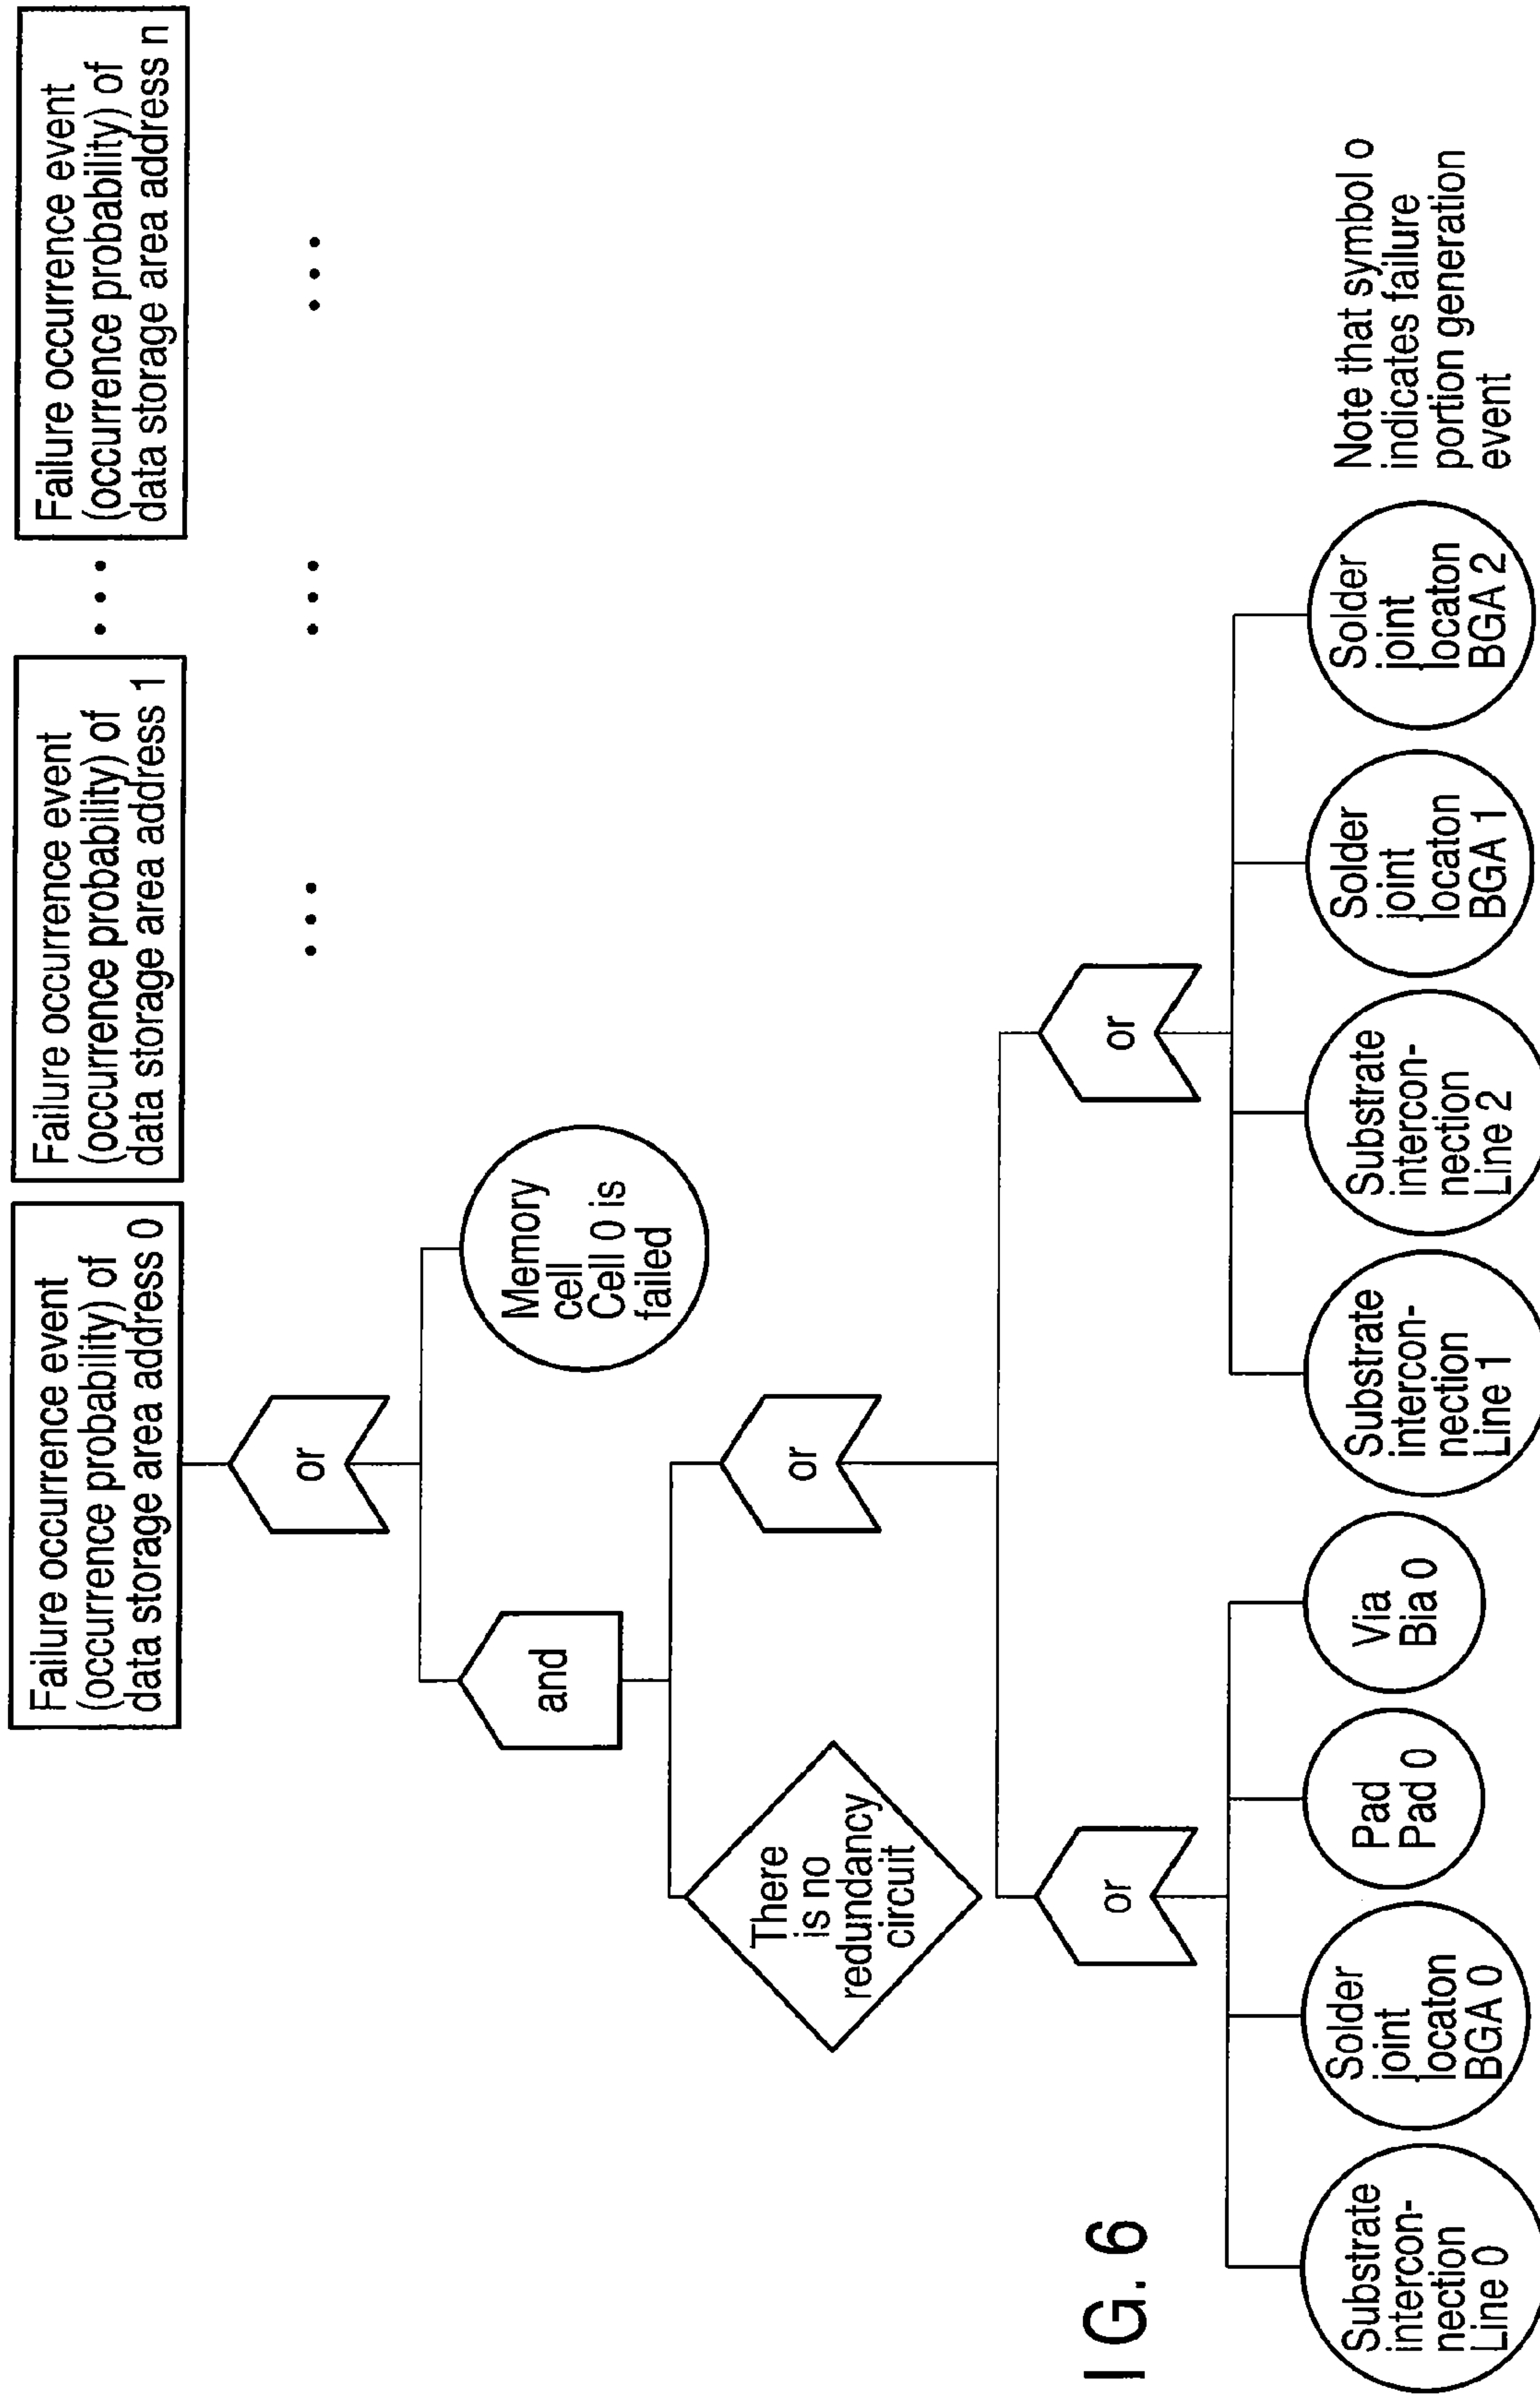 Failure occurrence event
(occurrence probability) of
data storage area address 0
Failure occurrence event
(occurrence probability) of
data storage area address 1
• • •
Failure occurrence event
(occurrence probability) of
data storage area address n
or
• • •
• • •
• • •
and
Memory
cell
Cell 0 is
failed
There
is no
redundancy
circuit
or
or
or
Substrate
intercon-
nection
Line 0
Solder
joint
locaton
BGA 0
Pad
Pad 0
Via
Bia 0
Substrate
intercon-
nection
Line 1
Substrate
intercon-
nection
Line 2
Solder
joint
locaton
BGA 1
Solder
joint
locaton
BGA 2
Note that symbol o
indicates failure
portion generation
event
I G. 6